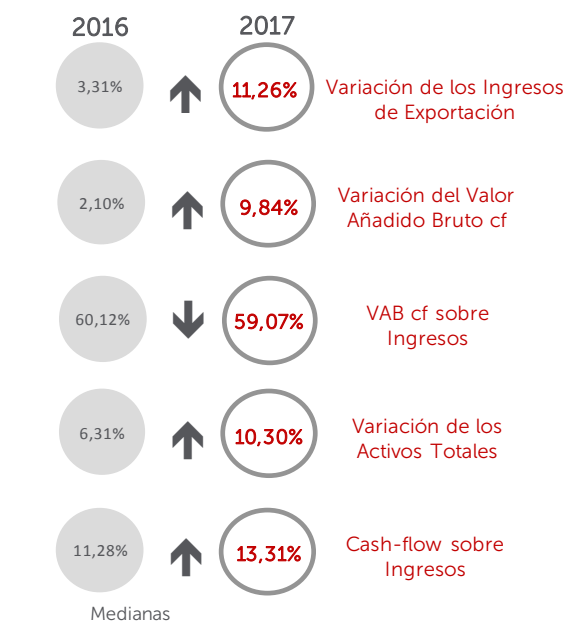 2016
2017
3,31%
11,26%
Variación de los Ingresos
de Exportación
2,10%
9,84%
Variación del Valor
Añadido Bruto cf
60,12%
59,07%
VAB cf sobre
Ingresos
6,31%
10,30%
Variación de los
Activos Totales
11,28%
13,31%
Cash-flow sobre
Ingresos
Medianas